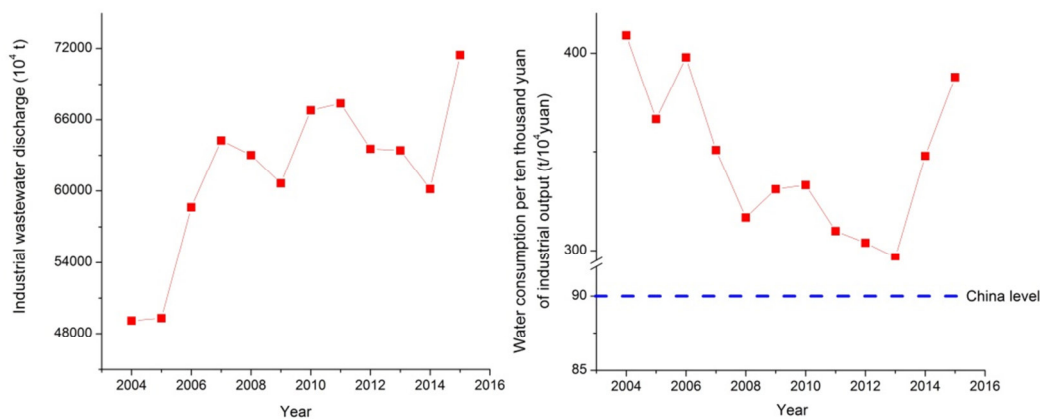 Industrial wastewater discharge (10⁴ t)
72000
66000
60000
54000
48000
2004 2006 2008 2010 2012 2014 2016
Year
Water consumption per ten thousand yuan
of industrial output (t/10⁴yuan)
400
300
90
85
China level
2004 2006 2008 2010 2012 2014 2016
Year